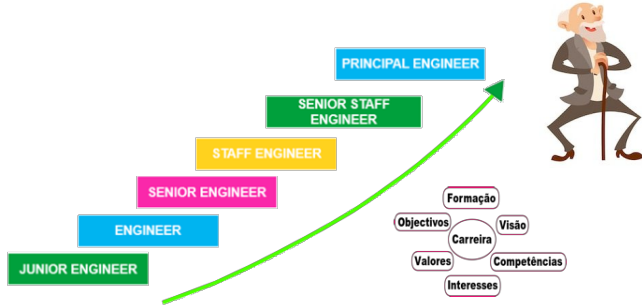 PRINCIPAL ENGINEER
SENIOR STAFF
ENGINEER
STAFF ENGINEER
SENIOR ENGINEER
ENGINEER
JUNIOR ENGINEER
Formação
Objectivos
Visão
Carreira
Valores
Competências
Interesses